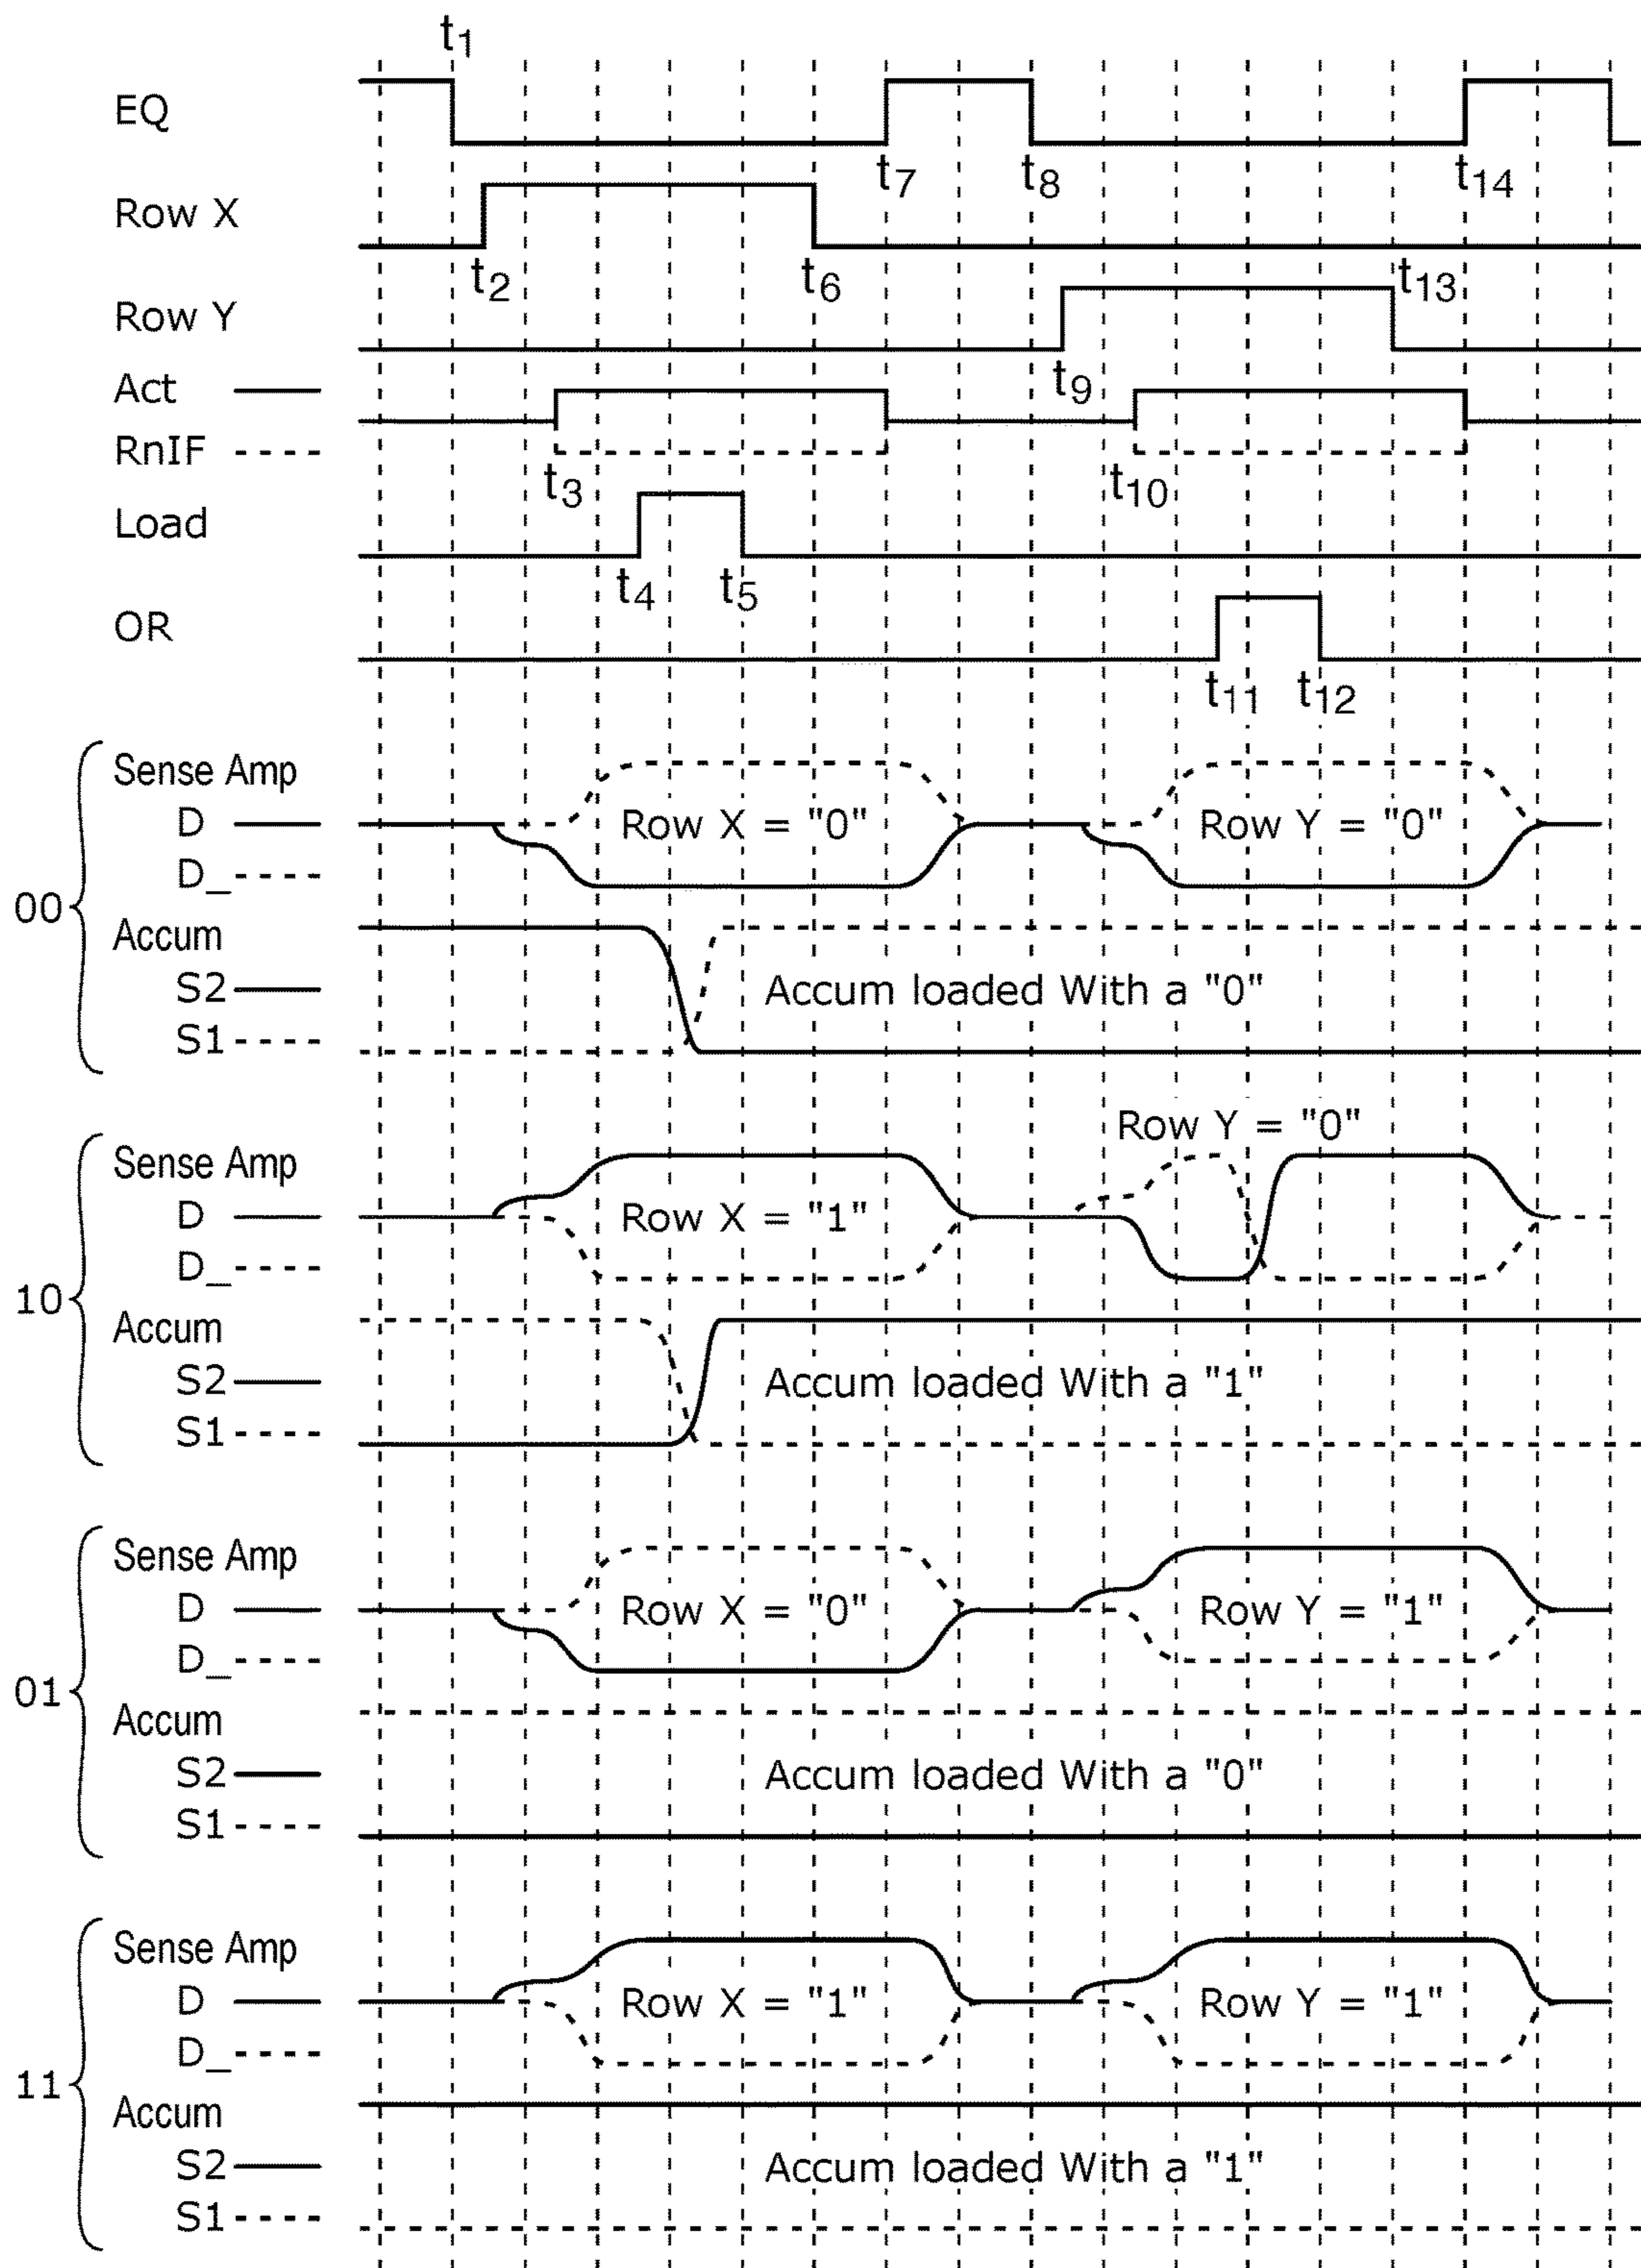 t1
EQ
t7 t8 t14
Row X
t2 t6 t13
Row Y
t9
Act
RnIF
t3 t10
Load
t4 t5
OR
t11 t12
00
Sense Amp
D Row X = "0" Row Y = "0"
D_
Accum
S2 Accum loaded With a "0"
S1
10
Row Y = "0"
Sense Amp
D Row X = "1"
D_
Accum
S2 Accum loaded With a "1"
S1
01
Sense Amp
D Row X = "0" Row Y = "1"
D_
Accum
S2 Accum loaded With a "0"
S1
11
Sense Amp
D Row X = "1" Row Y = "1"
D_
Accum
S2 Accum loaded With a "1"
S1